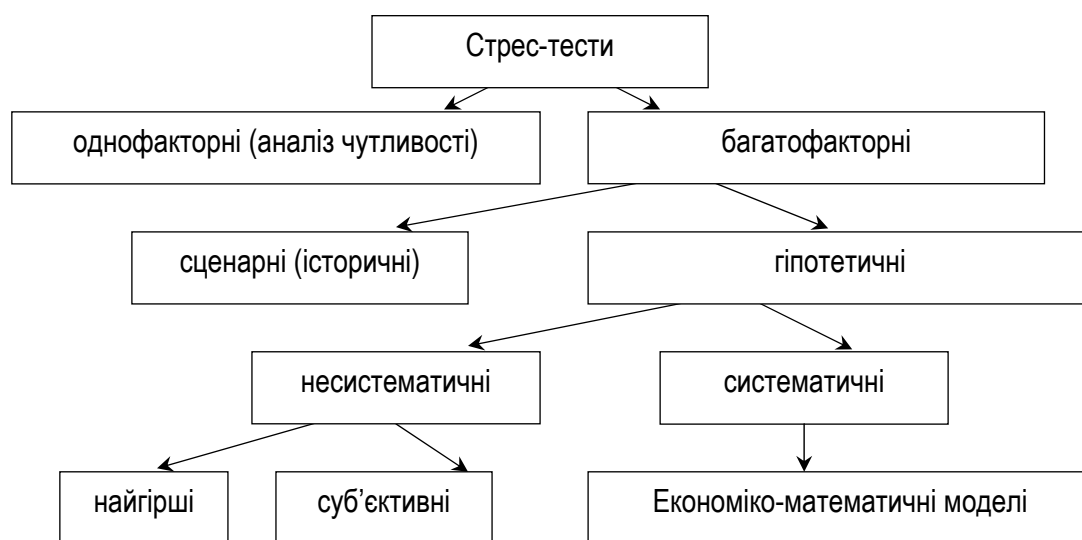 Стрес-тести
однофакторні (аналіз чутливості)
багатофакторні
сценарні (історичні)
гіпотетичні
несистематичні
систематичні
найгірші
суб’єктивні
Економіко-математичні моделі